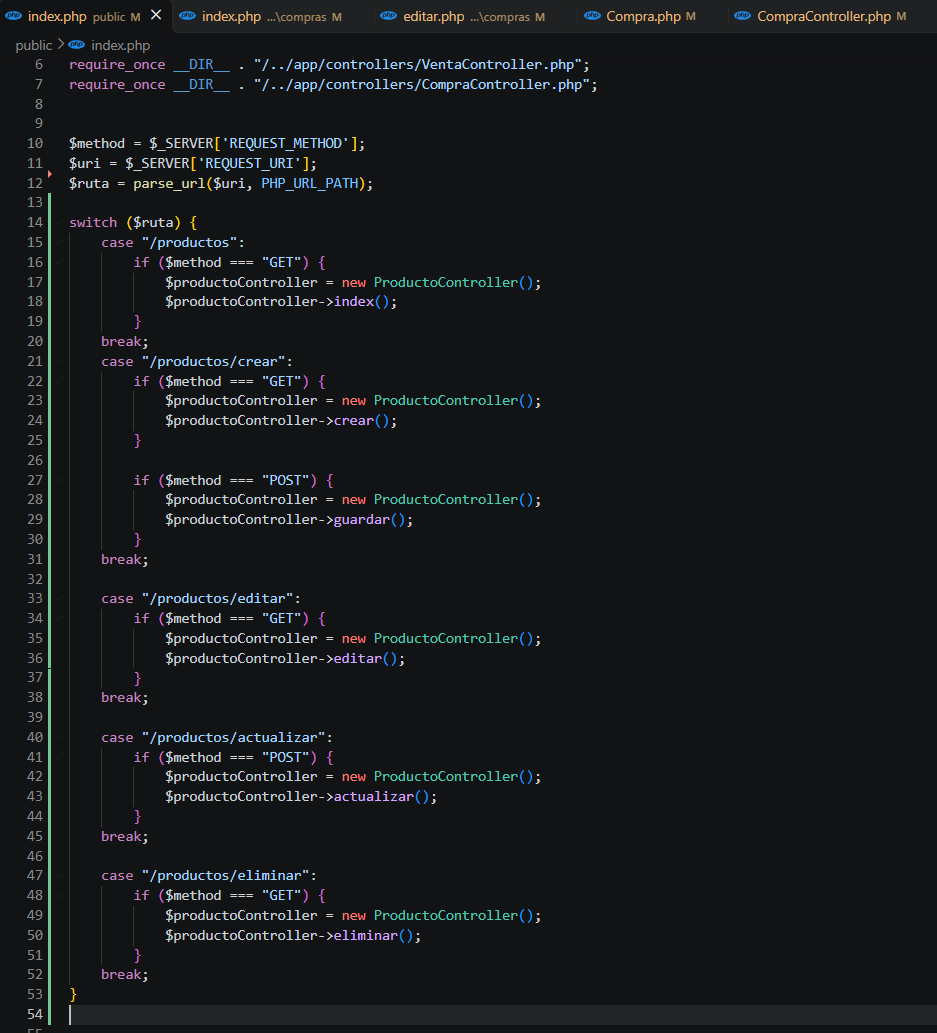 php index.php public M ×
php index.php ...\compras M
php editar.php ...\compras M
php Compra.php M
php CompraController.php M
public > php index.php
6 require_once __DIR__ . "/../app/controllers/VentaController.php";
7 require_once __DIR__ . "/../app/controllers/CompraController.php";
8
9
10 $method = $_SERVER['REQUEST_METHOD'];
11 $uri = $_SERVER['REQUEST_URI'];
12 $ruta = parse_url($uri, PHP_URL_PATH);
13
14 switch ($ruta) {
15     case "/productos":
16         if ($method === "GET") {
17             $productoController = new ProductoController();
18             $productoController->index();
19         }
20     break;
21     case "/productos/crear":
22         if ($method === "GET") {
23             $productoController = new ProductoController();
24             $productoController->crear();
25         }
26
27         if ($method === "POST") {
28             $productoController = new ProductoController();
29             $productoController->guardar();
30         }
31     break;
32
33     case "/productos/editar":
34         if ($method === "GET") {
35             $productoController = new ProductoController();
36             $productoController->editar();
37         }
38     break;
39
40     case "/productos/actualizar":
41         if ($method === "POST") {
42             $productoController = new ProductoController();
43             $productoController->actualizar();
44         }
45     break;
46
47     case "/productos/eliminar":
48         if ($method === "GET") {
49             $productoController = new ProductoController();
50             $productoController->eliminar();
51         }
52     break;
53 }
54
55